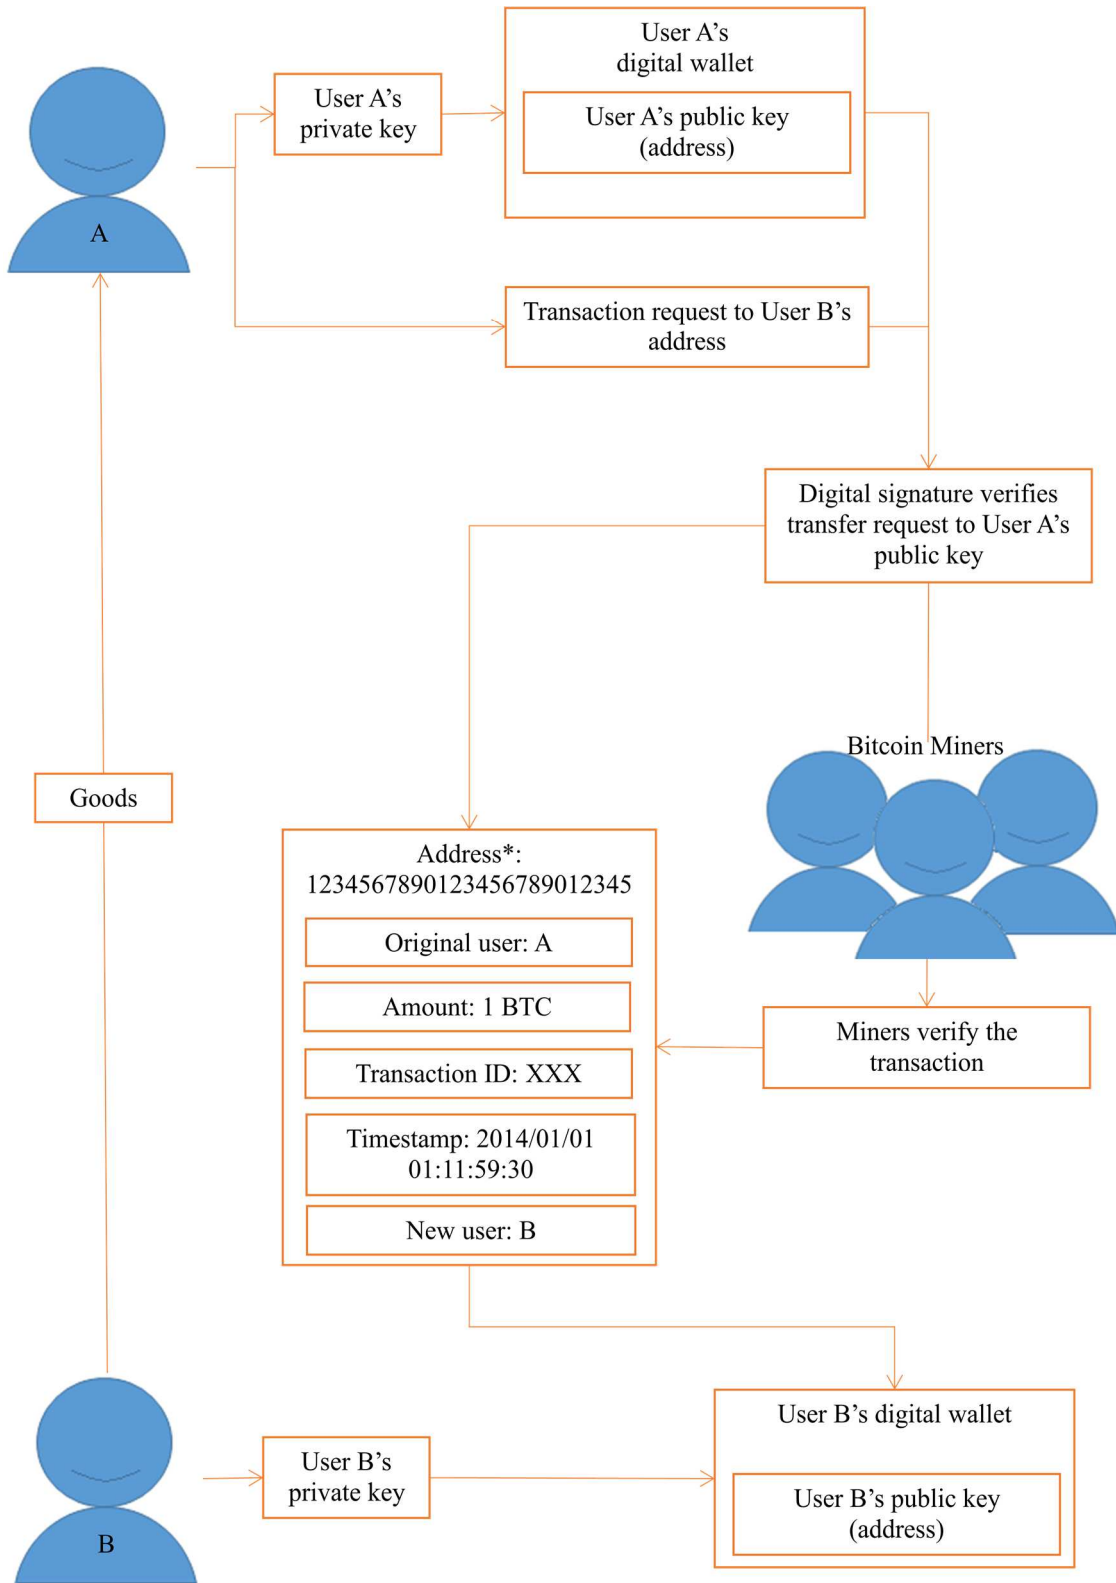 User A’s
digital wallet
User A’s
private key
User A’s public key
(address)
A
Transaction request to User B’s
address
Digital signature verifies
transfer request to User A’s
public key
Bitcoin Miners
Goods
Address*:
1234567890123456789012345
Original user: A
Amount: 1 BTC
Miners verify the
transaction
Transaction ID: XXX
Timestamp: 2014/01/01
01:11:59:30
New user: B
User B’s digital wallet
User B’s
private key
User B’s public key
(address)
B